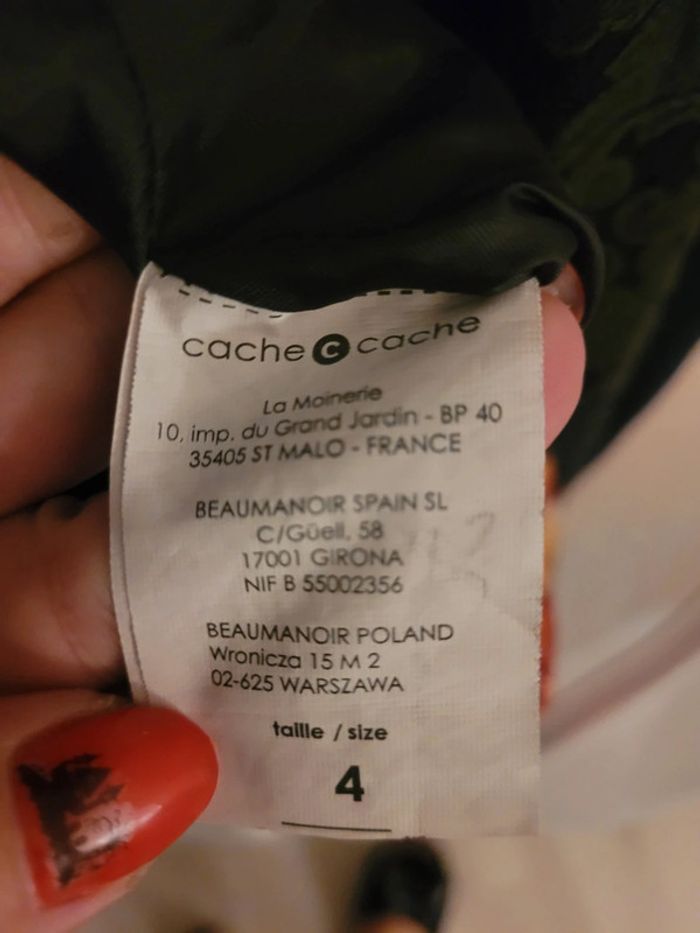 cache c cache
La Moinerie
10, imp. du Grand Jardin - BP 40
35405 ST MALO - FRANCE
BEAUMANOIR SPAIN SL
C/Güell, 58
17001 GIRONA
NIF B 55002356
BEAUMANOIR POLAND
Wronicza 15 M 2
02-625 WARSZAWA
taille / size
4